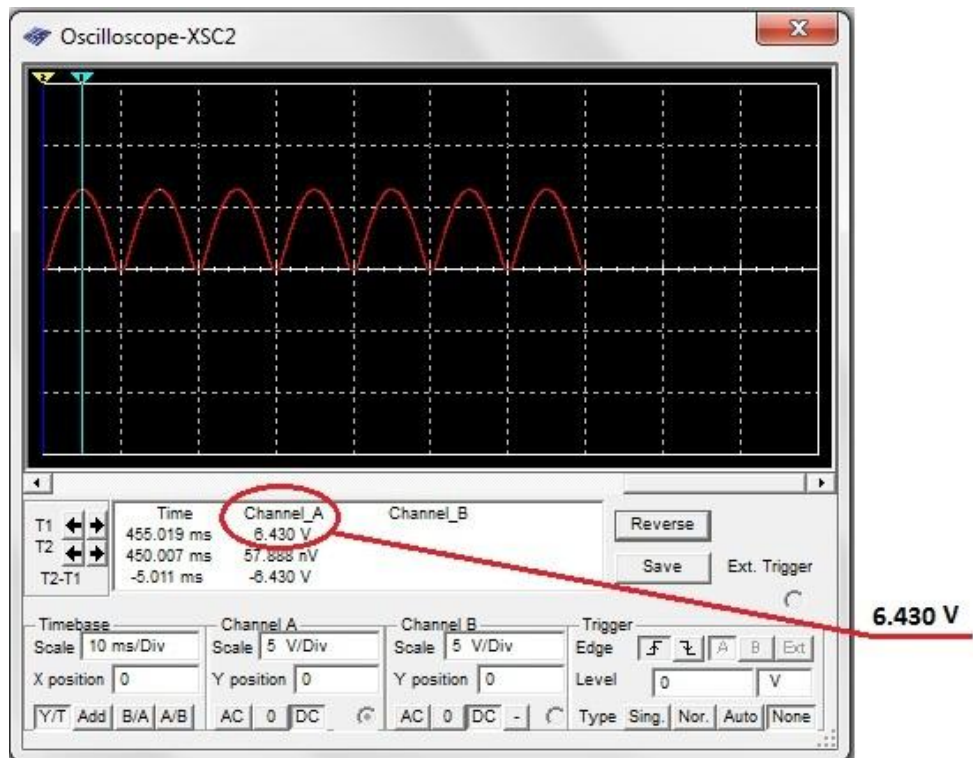 Oscilloscope-XSC2
2 1
T1
T2
T2-T1
Time Channel_A Channel_B
455.019 ms 6.430 V
450.007 ms 57.888 nV
-5.011 ms -6.430 V
Reverse
Save
Ext. Trigger
6.430 V
Timebase
Scale 10 ms/Div
X position 0
Y/T Add B/A A/B
Channel A
Scale 5 V/Div
Y position 0
AC 0 DC
Channel B
Scale 5 V/Div
Y position 0
AC 0 DC -
Trigger
Edge A B Ext
Level 0 V
Type Sing. Nor. Auto None